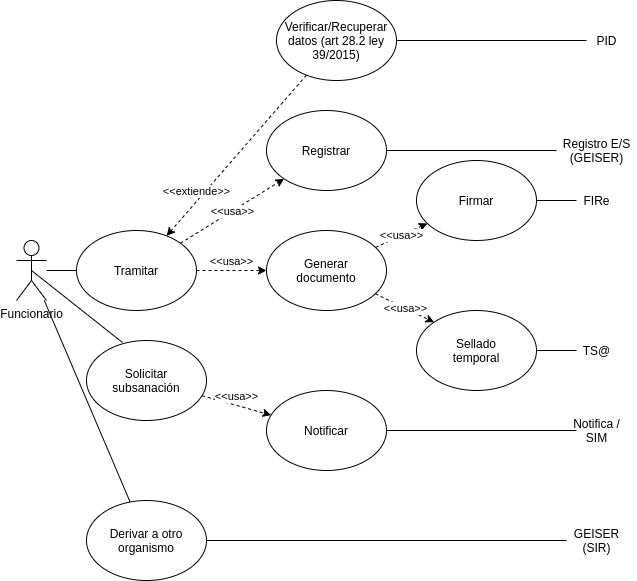 Verificar/Recuperar
datos (art 28.2 ley
39/2015)
PID
Registrar
Registro E/S
(GEISER)
<<extiende>>
<<usa>>
Firmar
FIRe
<<usa>>
Tramitar
<<usa>>
Generar
documento
<<usa>>
Funcionario
Sellado
temporal
TS@
Solicitar
subsanación
<<usa>>
Notificar
Notifica /
SIM
Derivar a otro
organismo
GEISER
(SIR)